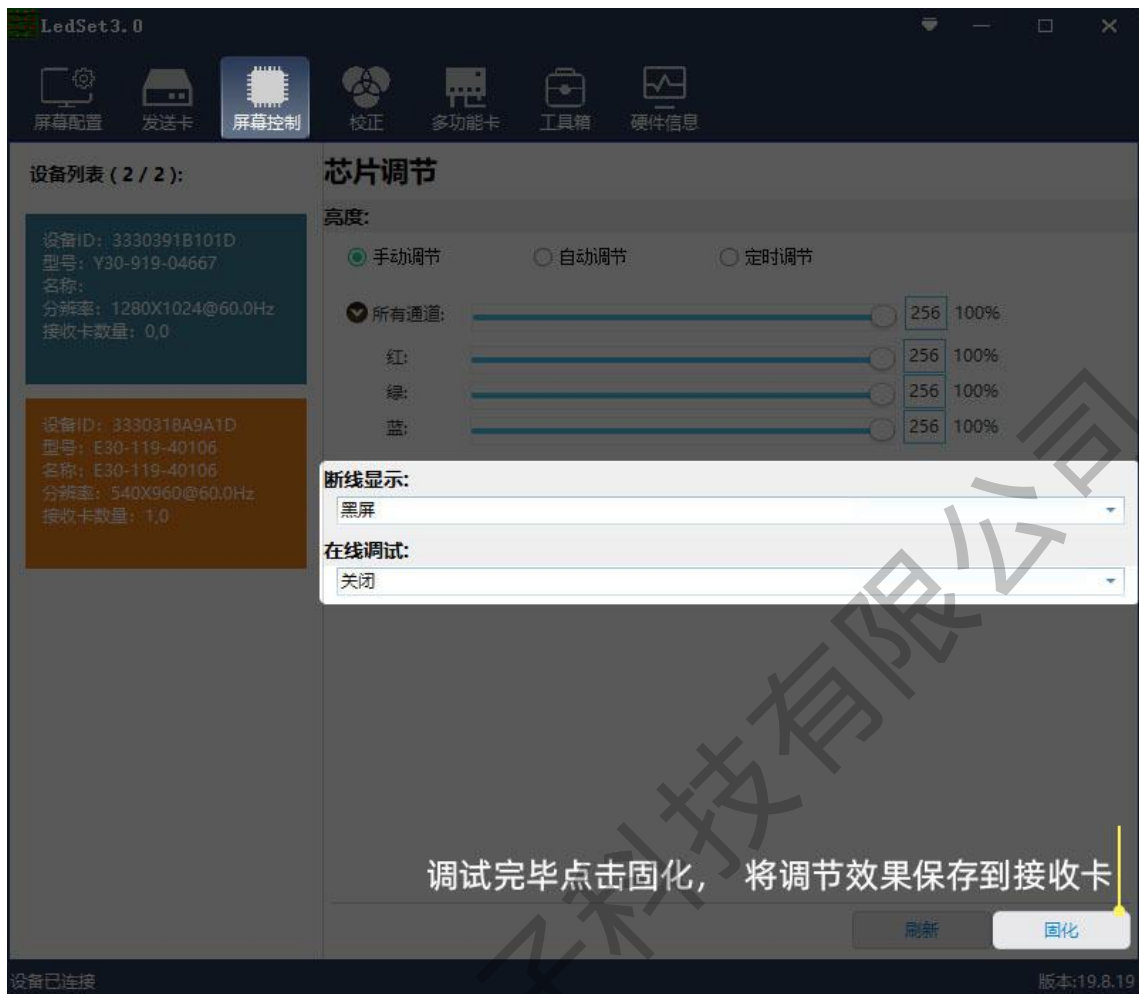 LedSet3.0
屏幕配置 发送卡 屏幕控制 校正 多功能卡 工具箱 硬件信息
设备列表 ( 2 / 2 ):
设备ID: 3330391B101D
型号: Y30-919-04667
名称:
分辨率: 1280X1024@60.0Hz
接收卡数量: 0,0
设备ID: 3330318A9A1D
型号: E30-119-40106
名称: E30-119-40106
分辨率: 540X960@60.0Hz
接收卡数量: 1,0
芯片调节
亮度:
手动调节 自动调节 定时调节
所有通道: 256 100%
红: 256 100%
绿: 256 100%
蓝: 256 100%
断线显示:
黑屏
在线调试:
关闭
调试完毕点击固化, 将调节效果保存到接收卡
刷新 固化
设备已连接 版本:19.8.19
子科技有限公司